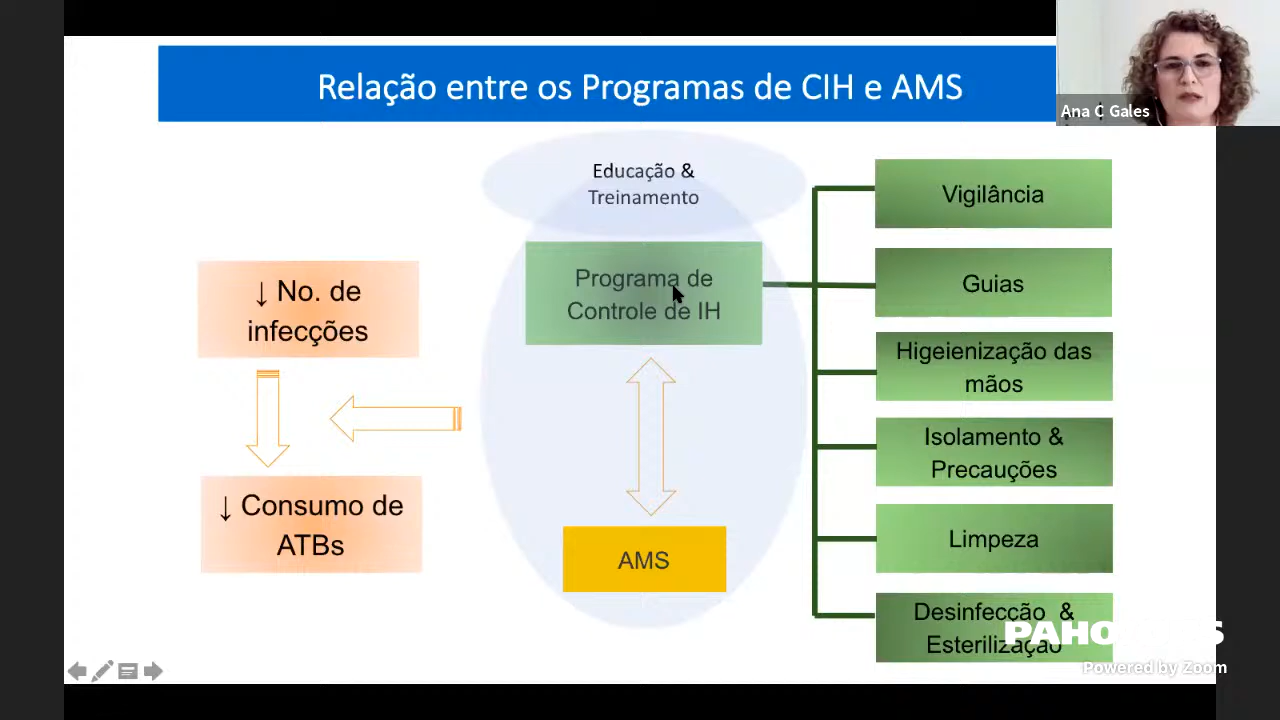 Relação entre os Programas de CIH e AMS
Ana C Gales
Educação &
Treinamento
Programa de
Controle de IH
AMS
↓ No. de
infecções
↓ Consumo de
ATBs
Vigilância
Guias
Higeienização das
mãos
Isolamento &
Precauções
Limpeza
Desinfecção &
Esterilização
Powered by Zoom